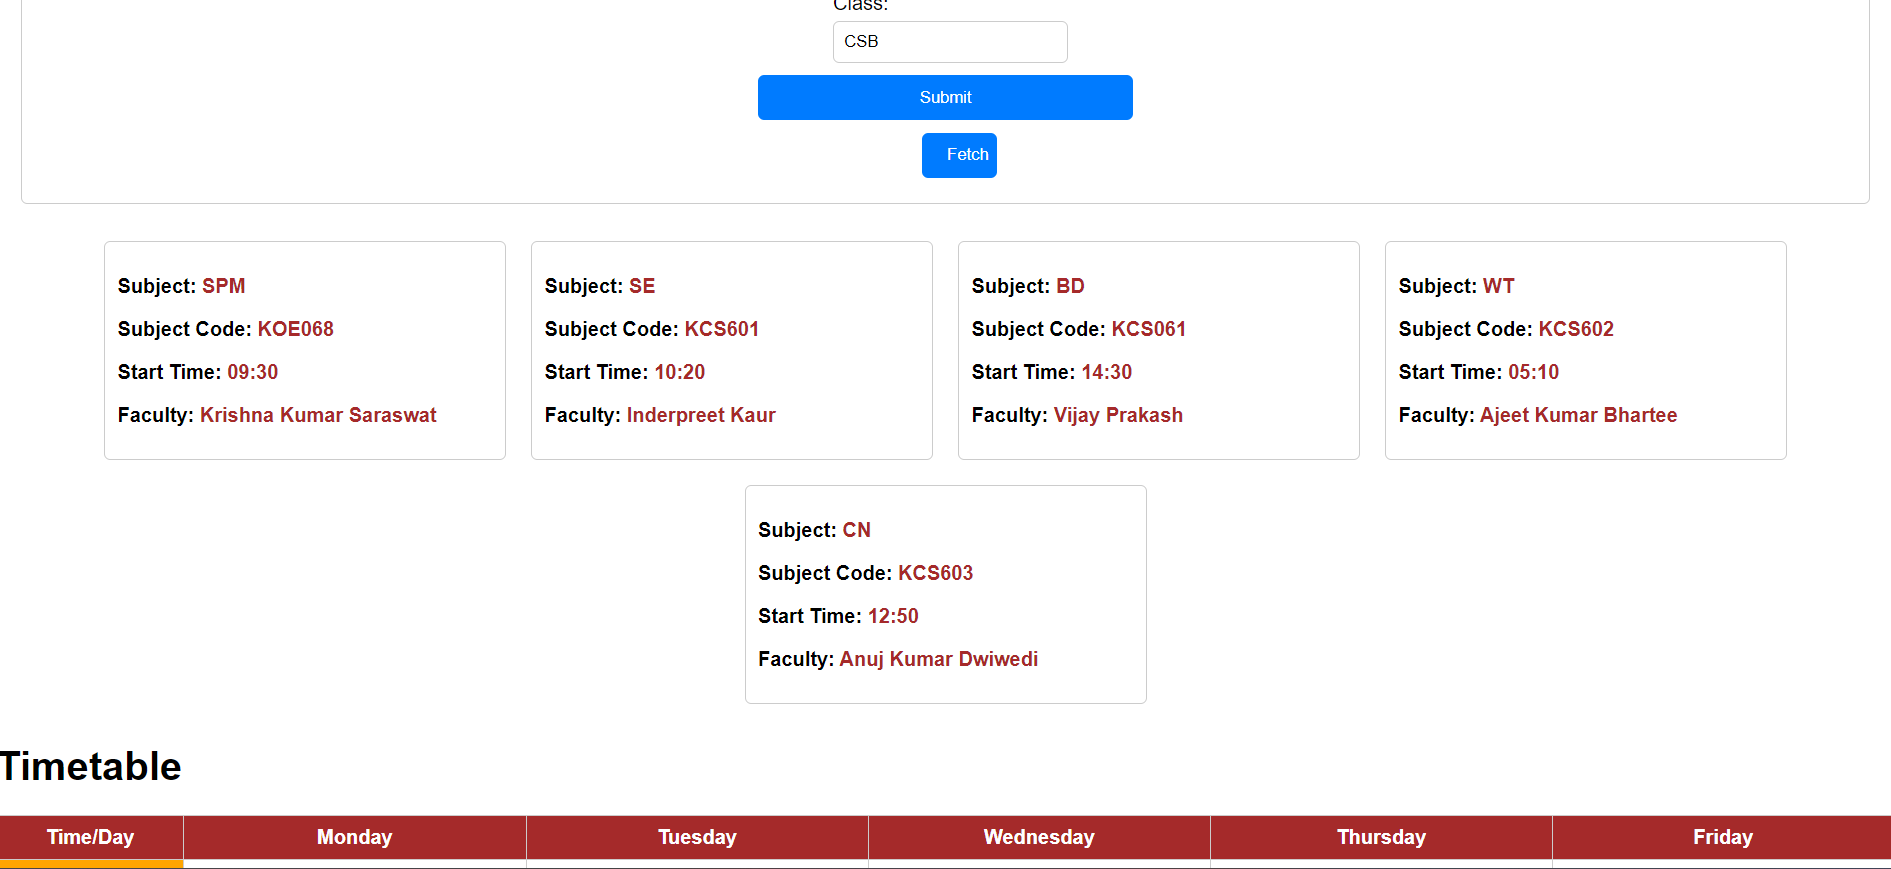 Class:
CSB
Submit
Fetch
Subject: SPM
Subject Code: KOE068
Start Time: 09:30
Faculty: Krishna Kumar Saraswat
Subject: SE
Subject Code: KCS601
Start Time: 10:20
Faculty: Inderpreet Kaur
Subject: BD
Subject Code: KCS061
Start Time: 14:30
Faculty: Vijay Prakash
Subject: WT
Subject Code: KCS602
Start Time: 05:10
Faculty: Ajeet Kumar Bhartee
Subject: CN
Subject Code: KCS603
Start Time: 12:50
Faculty: Anuj Kumar Dwiwedi
Timetable
Time/Day Monday Tuesday Wednesday Thursday Friday